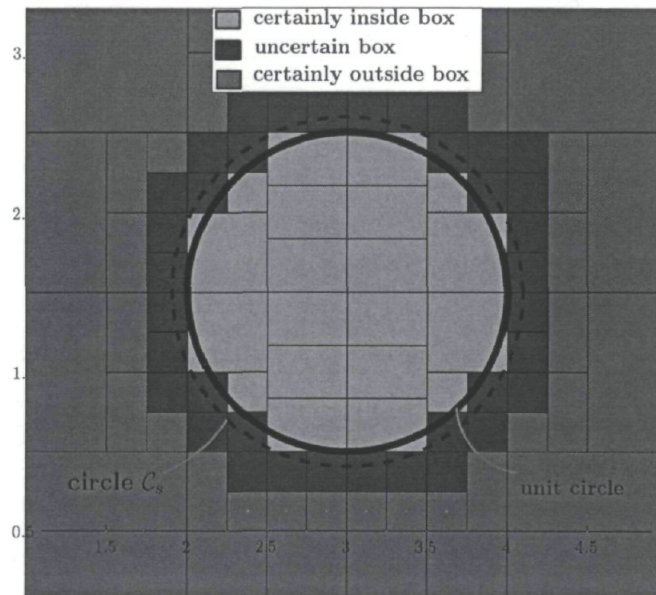 certainly inside box
uncertain box
certainly outside box
3.
2.
1.
circle 𝒞ₛ
unit circle
0.5
1.5
2
2.5
3
3.5
4
4.5